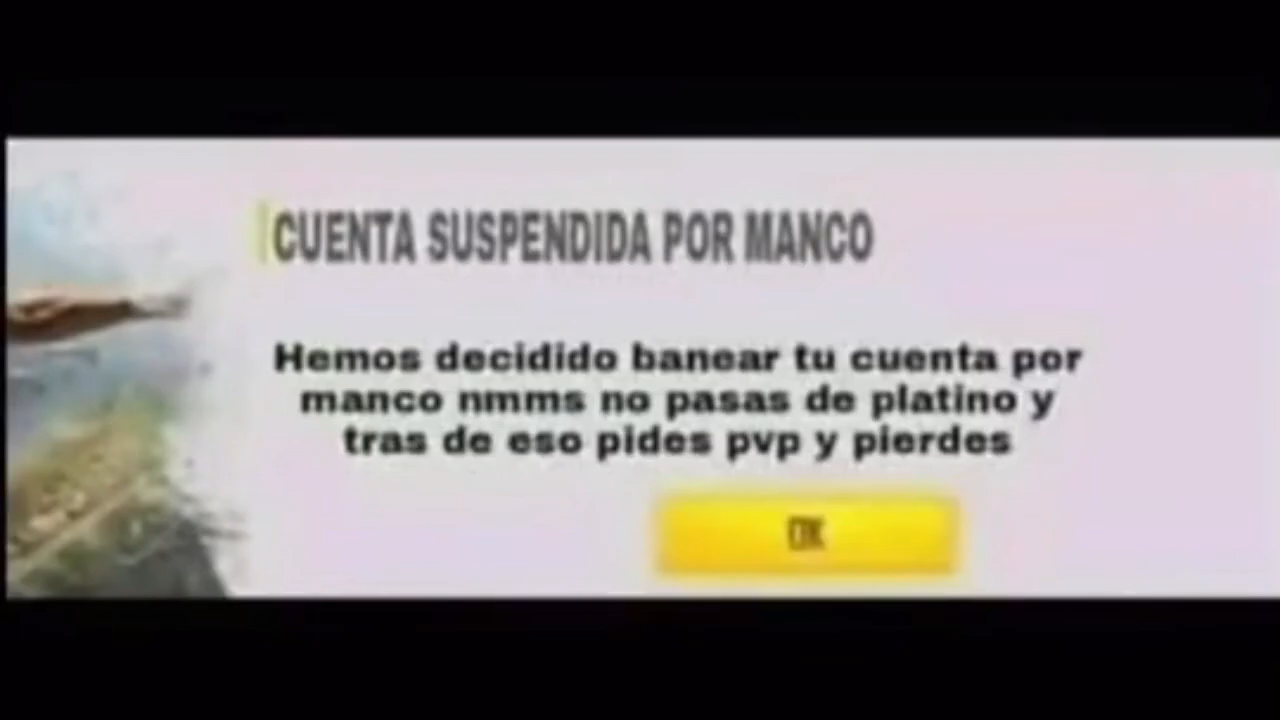 CUENTA SUSPENDIDA POR MANCO
Hemos decidido banear tu cuenta por
manco nmms no pasas de platino y
tras de eso pides pvp y pierdes
OK